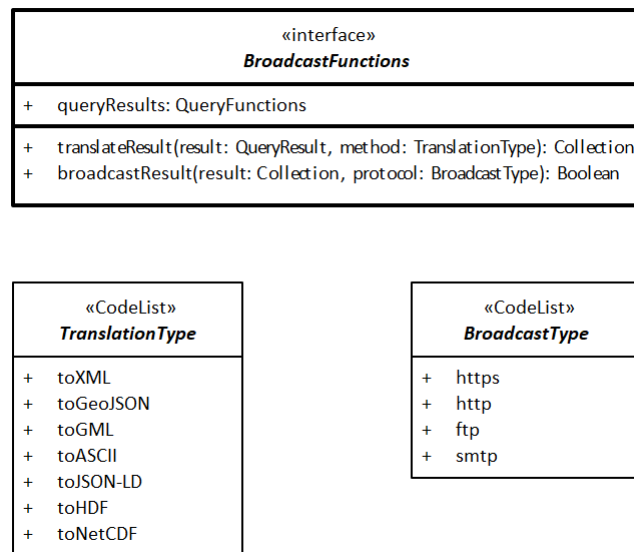 «interface»
BroadcastFunctions
+ queryResults: QueryFunctions
+ translateResult(result: QueryResult, method: TranslationType): Collection
+ broadcastResult(result: Collection, protocol: BroadcastType): Boolean
«CodeList»
TranslationType
+ toXML
+ toGeoJSON
+ toGML
+ toASCII
+ toJSON-LD
+ toHDF
+ toNetCDF
«CodeList»
BroadcastType
+ https
+ http
+ ftp
+ smtp